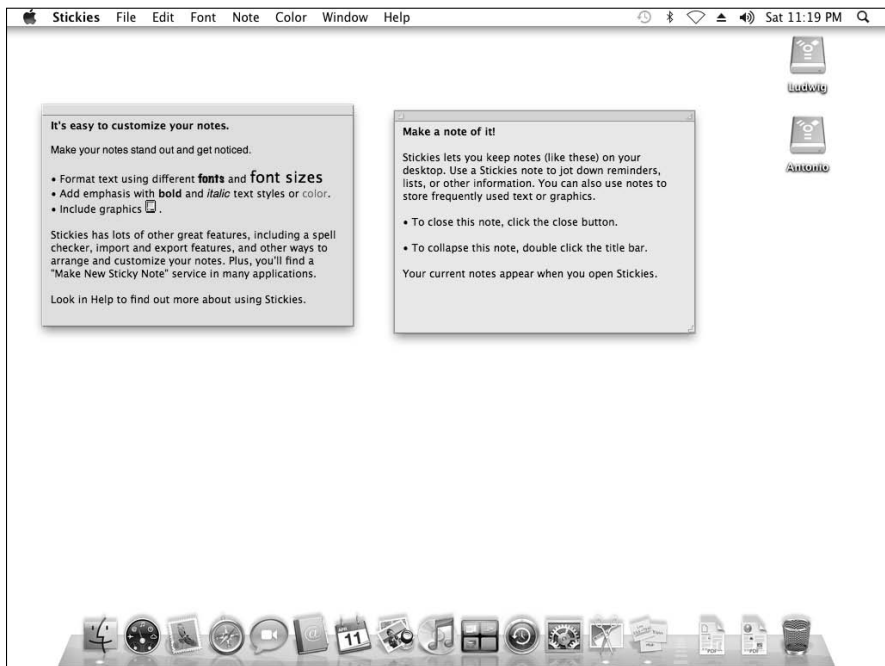 Stickies File Edit Font Note Color Window Help Sat 11:19 PM
Ludwig
Antonio
It's easy to customize your notes.
Make your notes stand out and get noticed.
• Format text using different fonts and font sizes
• Add emphasis with bold and italic text styles or color.
• Include graphics .
Stickies has lots of other great features, including a spell
checker, import and export features, and other ways to
arrange and customize your notes. Plus, you'll find a
"Make New Sticky Note" service in many applications.
Look in Help to find out more about using Stickies.
Make a note of it!
Stickies lets you keep notes (like these) on your
desktop. Use a Stickies note to jot down reminders,
lists, or other information. You can also use notes to
store frequently used text or graphics.
• To close this note, click the close button.
• To collapse this note, double click the title bar.
Your current notes appear when you open Stickies.
11
PDF
PDF